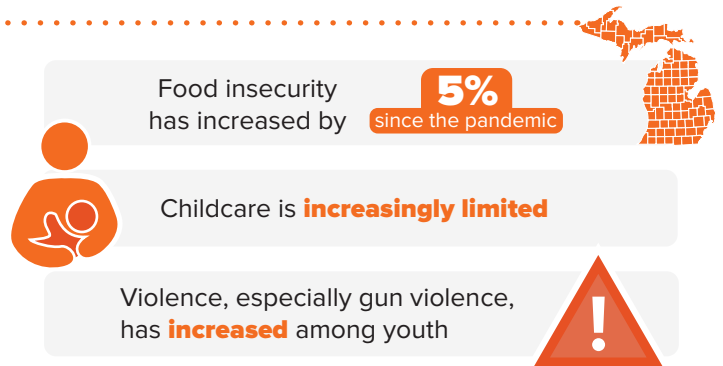 Food insecurity
has increased by
5%
since the pandemic
Childcare is increasingly limited
Violence, especially gun violence,
has increased among youth
!